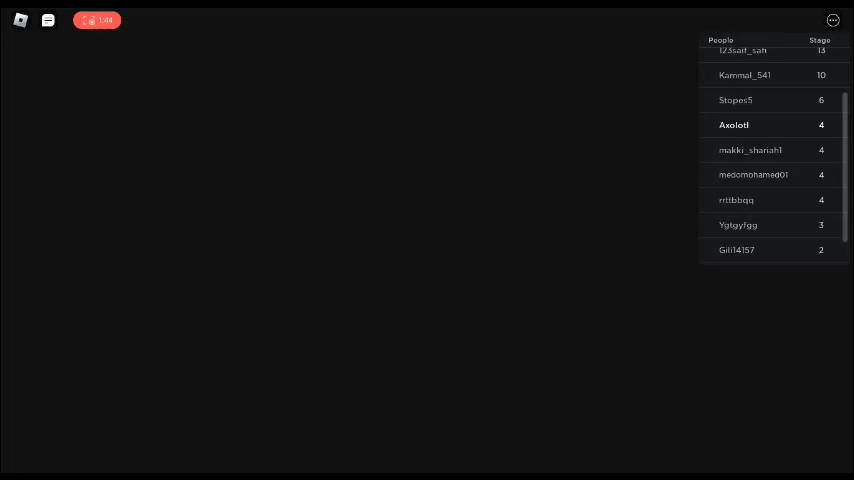 1:44
People Stage
123saif_safi 13
Kammal_541 10
Stopes5 6
Axolotl 4
makki_shariah1 4
medomohamed01 4
rrttbbqq 4
Ygtgyfgg 3
Gili14157 2